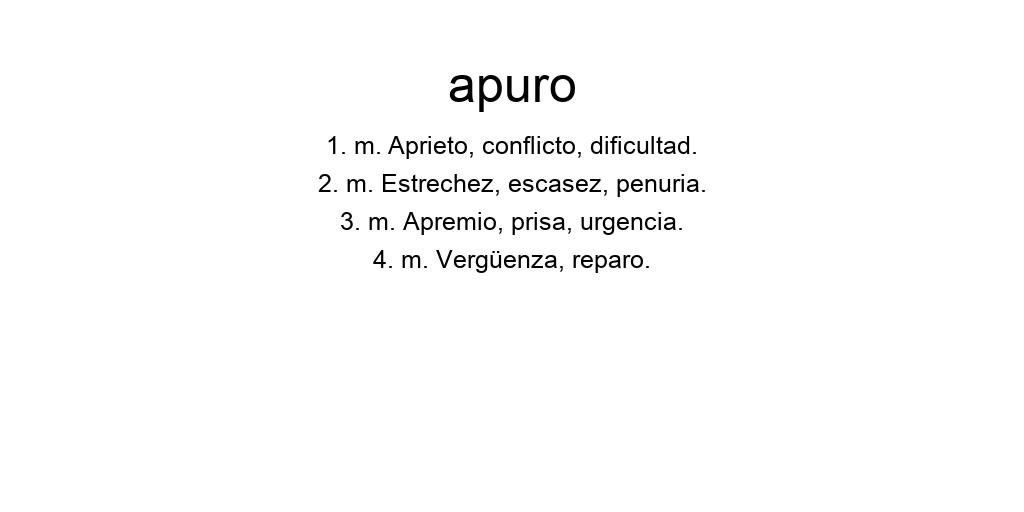 apuro
1. m. Aprieto, conflicto, dificultad.
2. m. Estrechez, escasez, penuria.
3. m. Apremio, prisa, urgencia.
4. m. Vergüenza, reparo.